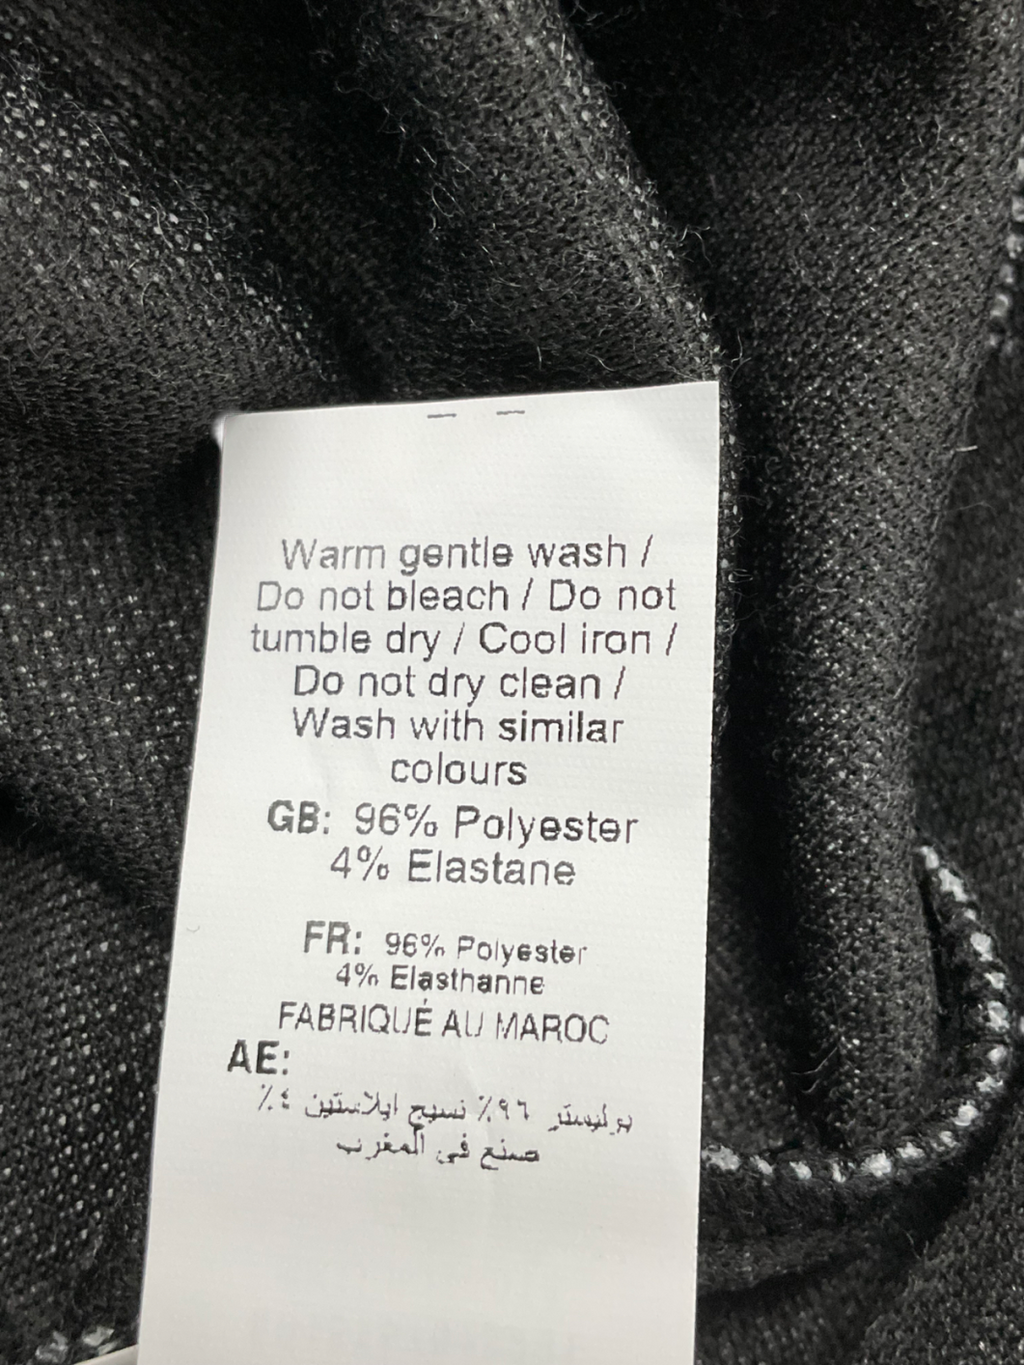 Warm gentle wash /
Do not bleach / Do not
tumble dry / Cool iron /
Do not dry clean /
Wash with similar
colours
GB: 96% Polyester
4% Elastane
FR: 96% Polyester
4% Elasthanne
FABRIQUÉ AU MAROC
AE:
بوليستر ٩٦٪ نسيج ايلاستين ٤٪
صنع في المغرب